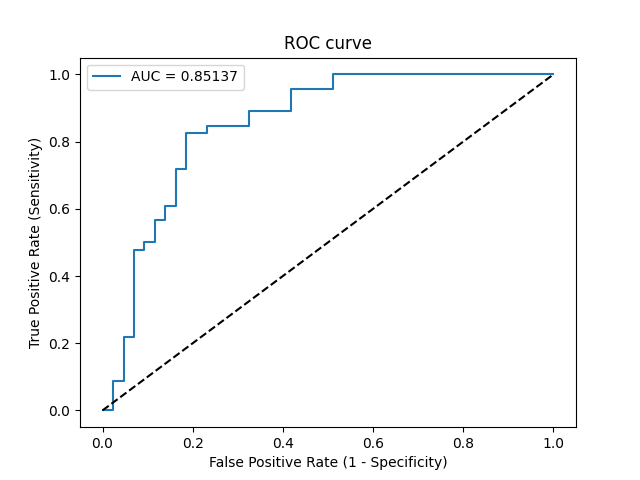 ROC curve
AUC = 0.85137
True Positive Rate (Sensitivity)
1.0
0.8
0.6
0.4
0.2
0.0
0.0 0.2 0.4 0.6 0.8 1.0
False Positive Rate (1 - Specificity)